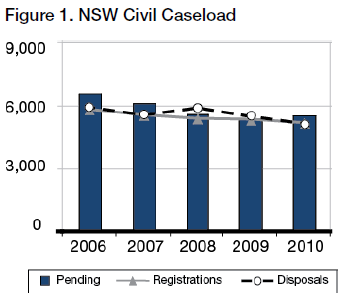 Figure 1. NSW Civil Caseload
9,000
6,000
3,000
0
2006 2007 2008 2009 2010
Pending Registrations Disposals